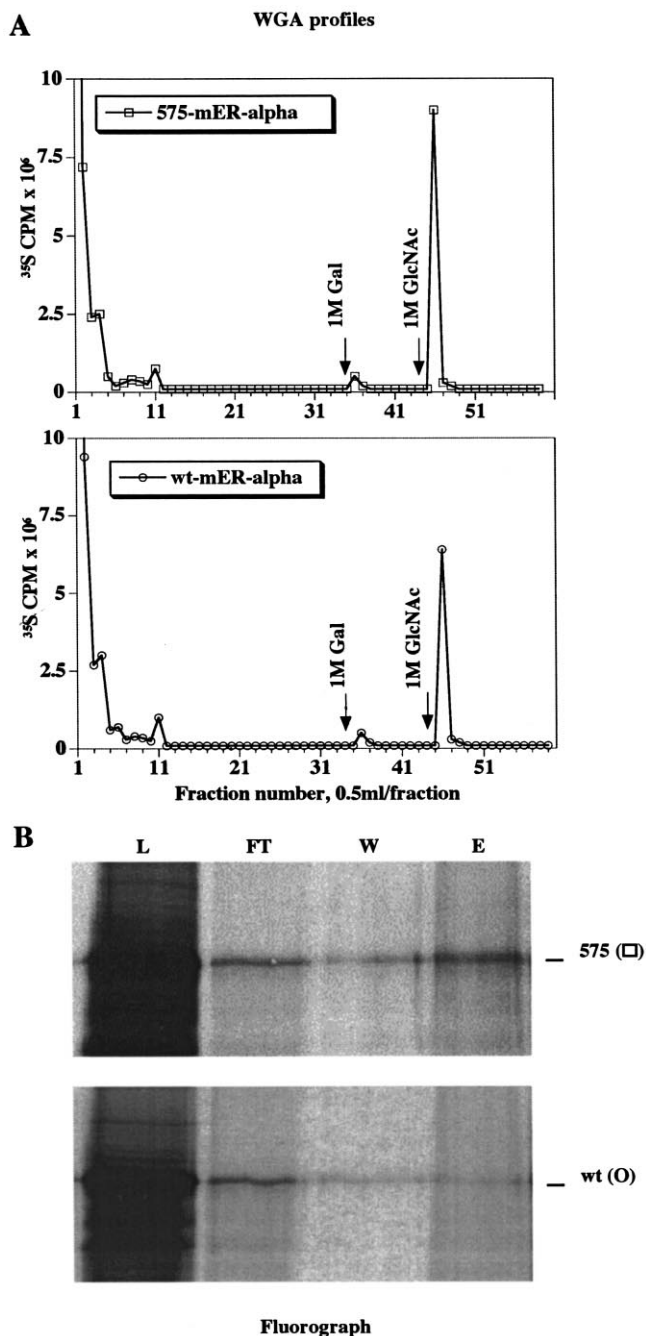 A
WGA profiles
10
7.5
5
2.5
0
³⁵S CPM x 10⁶
575-mER-alpha
1M Gal
1M GlcNAc
1 11 21 31 41 51
10
7.5
5
2.5
0
³⁵S CPM x 10⁶
wt-mER-alpha
1M Gal
1M GlcNAc
1 11 21 31 41 51
Fraction number, 0.5ml/fraction
B
L FT W E
575 (□)
wt (O)
Fluorograph